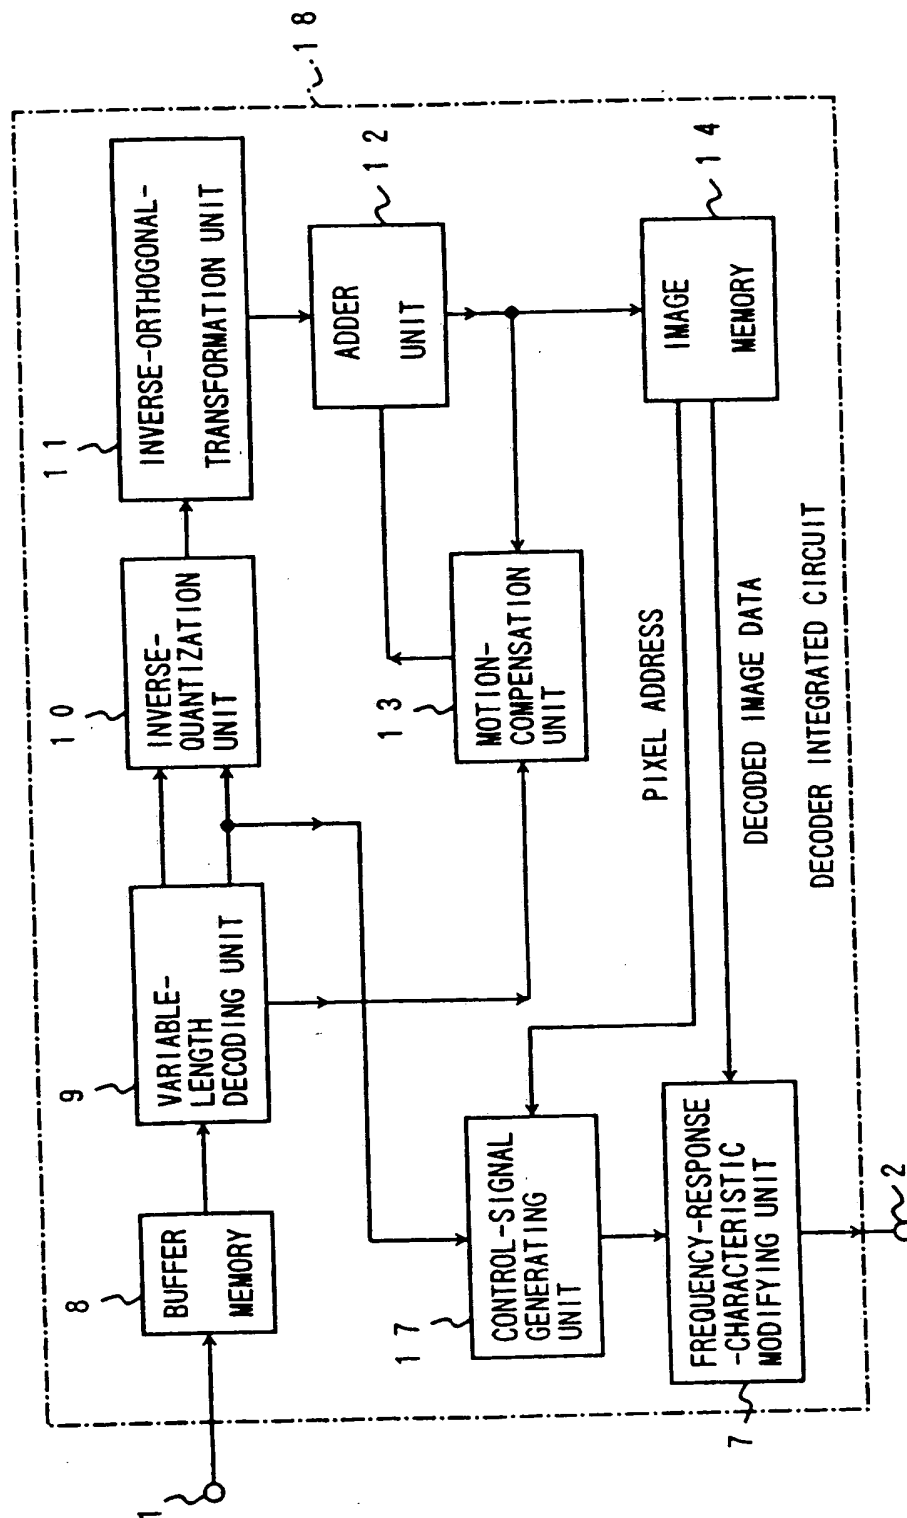 1
8
BUFFER
MEMORY
9
VARIABLE-
LENGTH
DECODING UNIT
10
INVERSE-
QUANTIZATION
UNIT
11
INVERSE-ORTHOGONAL-
TRANSFORMATION UNIT
18
12
ADDER
UNIT
13
MOTION-
COMPENSATION
UNIT
17
CONTROL-SIGNAL
GENERATING
UNIT
PIXEL ADDRESS
14
IMAGE
MEMORY
7
FREQUENCY-RESPONSE
-CHARACTERISTIC
MODIFYING UNIT
DECODED IMAGE DATA
DECODER INTEGRATED CIRCUIT
2